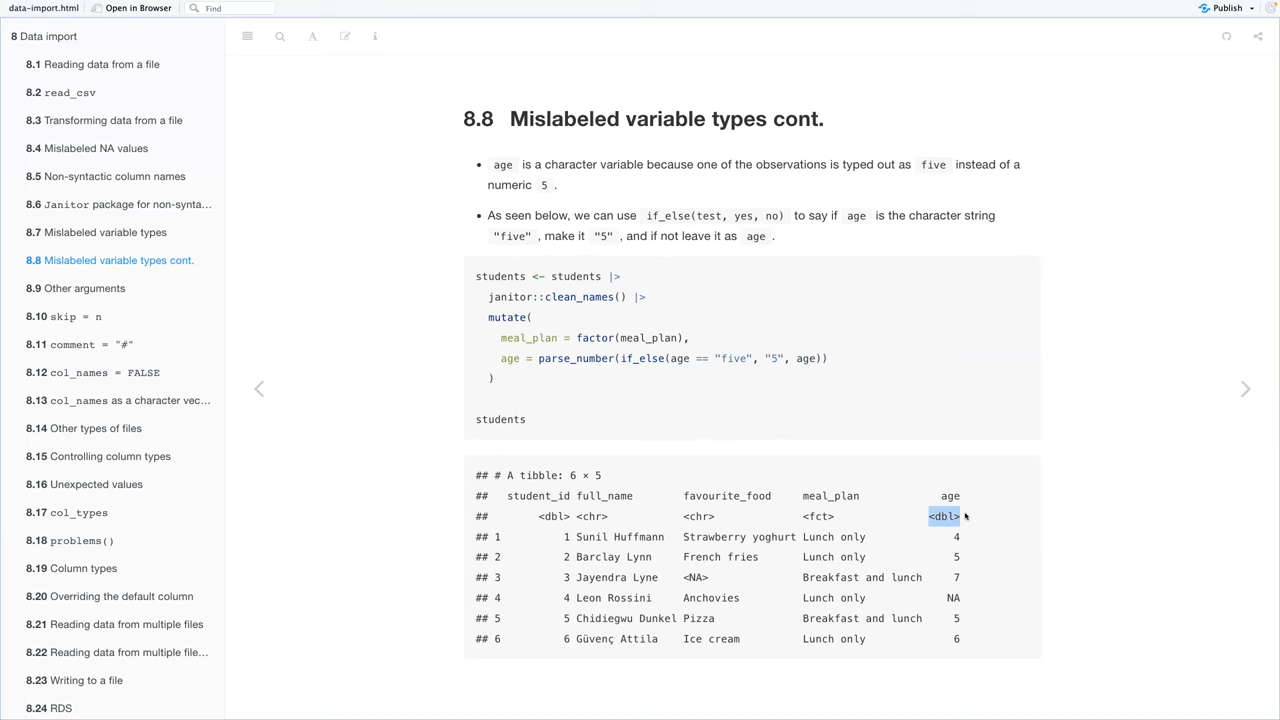 data-import.html Open in Browser Find Publish
8 Data import
8.1 Reading data from a file
8.2 read_csv
8.3 Transforming data from a file
8.4 Mislabeled NA values
8.5 Non-syntactic column names
8.6 Janitor package for non-synta…
8.7 Mislabeled variable types
8.8 Mislabeled variable types cont.
8.9 Other arguments
8.10 skip = n
8.11 comment = "#"
8.12 col_names = FALSE
8.13 col_names as a character vec…
8.14 Other types of files
8.15 Controlling column types
8.16 Unexpected values
8.17 col_types
8.18 problems()
8.19 Column types
8.20 Overriding the default column
8.21 Reading data from multiple files
8.22 Reading data from multiple file…
8.23 Writing to a file
8.24 RDS
8.8 Mislabeled variable types cont.
• age is a character variable because one of the observations is typed out as five instead of a
numeric 5 .
• As seen below, we can use if_else(test, yes, no) to say if age is the character string
"five" , make it "5" , and if not leave it as age .
students <- students |>
janitor::clean_names() |>
mutate(
meal_plan = factor(meal_plan),
age = parse_number(if_else(age == "five", "5", age))
)
students
## # A tibble: 6 × 5
## student_id full_name favourite_food meal_plan age
## <dbl> <chr> <chr> <fct> <dbl>
## 1 1 Sunil Huffmann Strawberry yoghurt Lunch only 4
## 2 2 Barclay Lynn French fries Lunch only 5
## 3 3 Jayendra Lyne <NA> Breakfast and lunch 7
## 4 4 Leon Rossini Anchovies Lunch only NA
## 5 5 Chidiegwu Dunkel Pizza Breakfast and lunch 5
## 6 6 Güvenç Attila Ice cream Lunch only 6